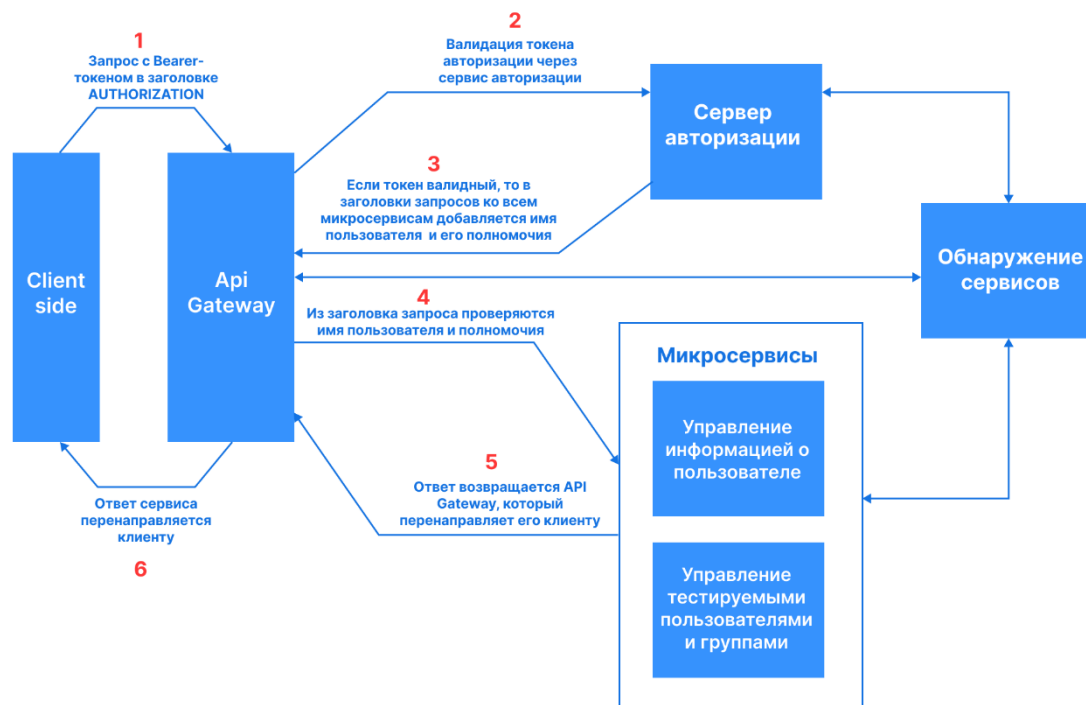 1
Запрос с Bearer-
токеном в заголовке
AUTHORIZATION
2
Валидация токена
авторизации через
сервис авторизации
Сервер
авторизации
3
Если токен валидный, то в
заголовки запросов ко всем
микросервисам добавляется имя
пользователя и его полномочия
Client
side
Api
Gateway
Обнаружение
сервисов
4
Из заголовка запроса проверяются
имя пользователя и полномочия
Микросервисы
Управление
информацией о
пользователе
5
Ответ возвращается API
Gateway, который
перенаправляет его клиенту
Ответ сервиса
перенаправляется
клиенту
6
Управление
тестируемыми
пользователями
и группами